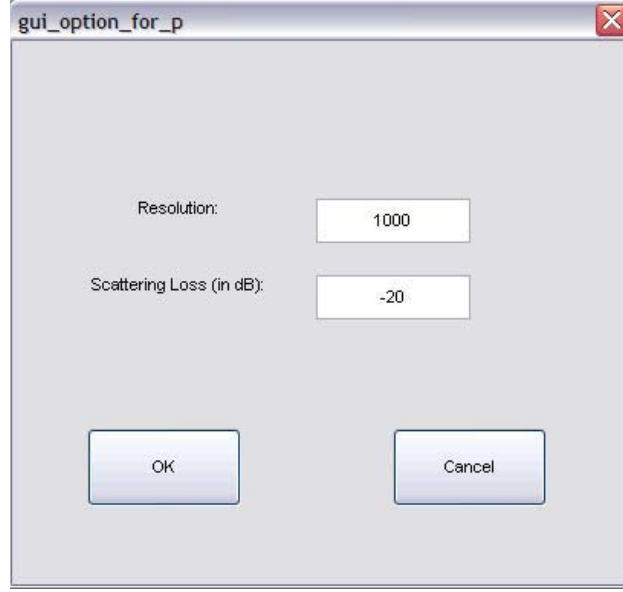 gui_option_for_p
Resolution: 1000
Scattering Loss (in dB): -20
OK Cancel